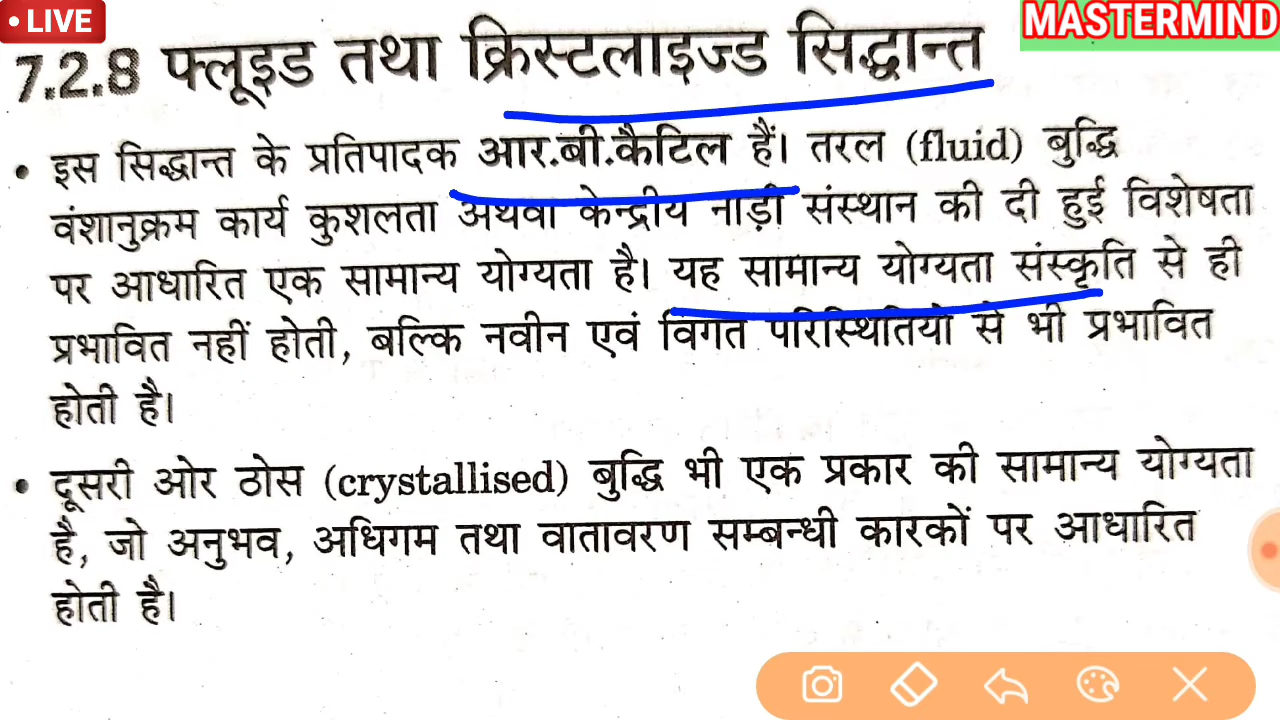 • LIVE
MASTERMIND
7.2.8 फ्लूइड तथा क्रिस्टलाइज्ड सिद्धान्त
• इस सिद्धान्त के प्रतिपादक आर.बी.कैटिल हैं। तरल (fluid) बुद्धि
वंशानुक्रम कार्य कुशलता अथवा केन्द्रीय नाड़ी संस्थान की दी हुई विशेषता
पर आधारित एक सामान्य योग्यता है। यह सामान्य योग्यता संस्कृति से ही
प्रभावित नहीं होती, बल्कि नवीन एवं विगत परिस्थितियों से भी प्रभावित
होती है।
• दूसरी ओर ठोस (crystallised) बुद्धि भी एक प्रकार की सामान्य योग्यता
है, जो अनुभव, अधिगम तथा वातावरण सम्बन्धी कारकों पर आधारित
होती है।